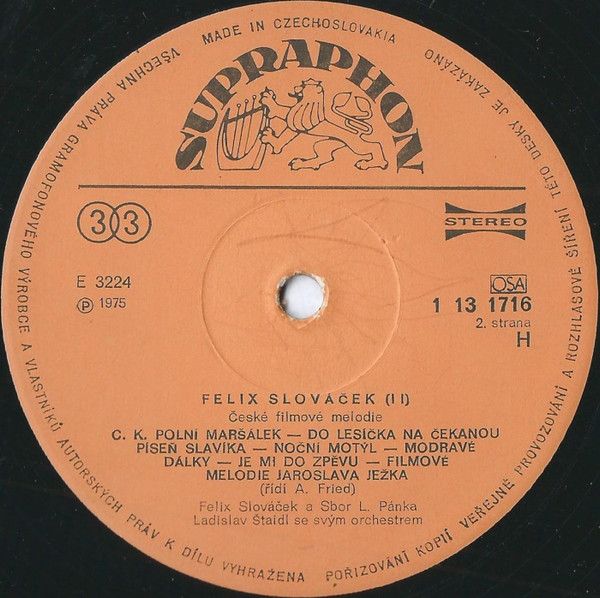 MADE IN CZECHOSLOVAKIA
VŠECHNA PRÁVA GRAMOFONOVÉHO VÝROBCE A VLASTNÍKŮ AUTORSKÝCH PRÁV K DÍLU VYHRAŽENA
POŘIZOVÁNÍ KOPIÍ VEŘEJNÉ PROVOZOVÁNÍ A ROZHLASOVÉ ŠÍŘENÍ TÉTO DESKY JE ZAKÁZÁNO
SUPRAPHON
33
STEREO
E 3224
Ⓟ 1975
OSA
1 13 1716
2. strana
H
FELIX SLOVÁČEK (II)
České filmové melodie
C. K. POLNÍ MARŠÁLEK — DO LESÍČKA NA ČEKANOU
PÍSEŇ SLAVÍKA — NOČNÍ MOTÝL — MODRAVÉ
DÁLKY — JE MI DO ZPĚVU — FILMOVÉ
MELODIE JAROSLAVA JEŽKA
(řídí A. Fried)
Felix Slováček a Sbor L. Pánka
Ladislav Štaidl se svým orchestrem